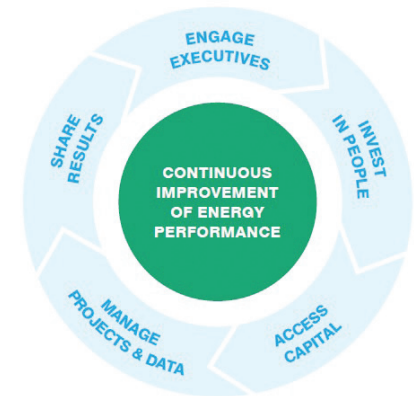 ENGAGE
EXECUTIVES
INVEST
IN PEOPLE
ACCESS
CAPITAL
MANAGE
PROJECTS & DATA
SHARE
RESULTS
CONTINUOUS
IMPROVEMENT
OF ENERGY
PERFORMANCE